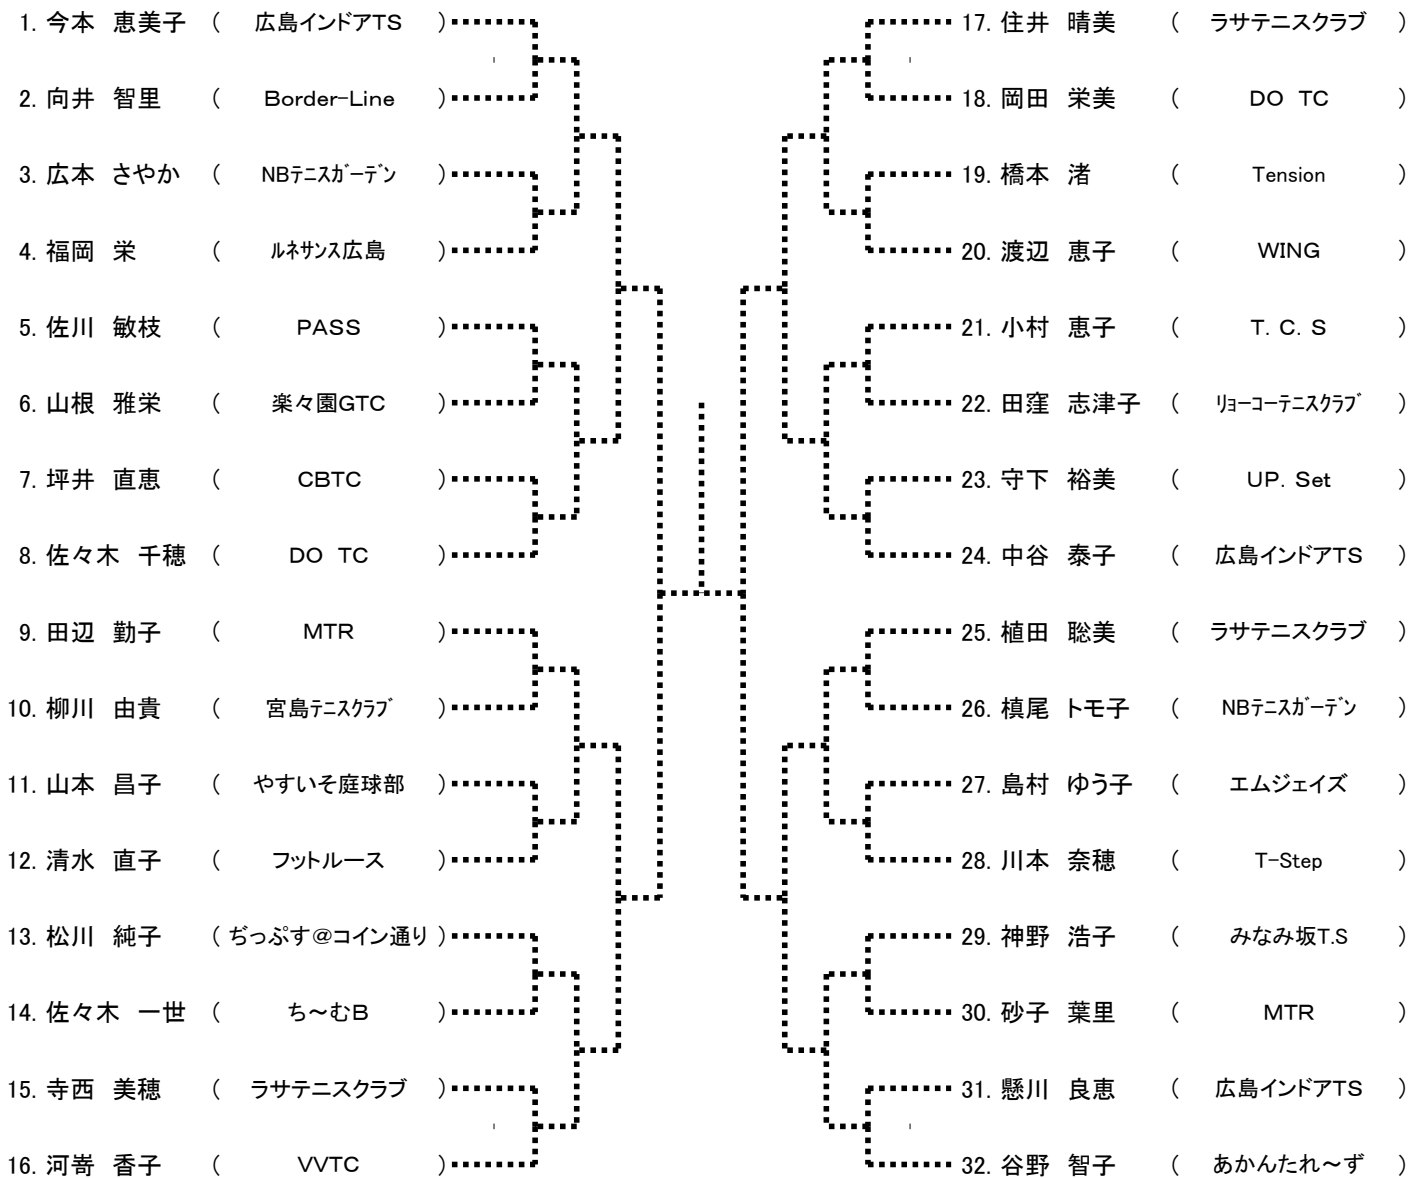 1. 今本 恵美子 ( 広島インドアTS )
2. 向井 智里 ( Border-Line )
3. 広本 さやか ( NBﾃﾆｽｶﾞｰﾃﾞﾝ )
4. 福岡 栄 ( ﾙﾈｻﾝｽ広島 )
5. 佐川 敏枝 ( PASS )
6. 山根 雅栄 ( 楽々園GTC )
7. 坪井 直恵 ( CBTC )
8. 佐々木 千穂 ( DO TC )
9. 田辺 勤子 ( MTR )
10. 柳川 由貴 ( 宮島ﾃﾆｽｸﾗﾌﾞ )
11. 山本 昌子 ( やすいそ庭球部 )
12. 清水 直子 ( フットルース )
13. 松川 純子 ( ぢっぷす@コイン通り )
14. 佐々木 一世 ( ち～むB )
15. 寺西 美穂 ( ラサテニスクラブ )
16. 河嵜 香子 ( VVTC )
17. 住井 晴美 ( ラサテニスクラブ )
18. 岡田 栄美 ( DO TC )
19. 橋本 渚 ( Tension )
20. 渡辺 恵子 ( WING )
21. 小村 恵子 ( T. C. S )
22. 田窪 志津子 ( ﾘｮｰｺｰﾃﾆｽｸﾗﾌﾞ )
23. 守下 裕美 ( UP. Set )
24. 中谷 泰子 ( 広島インドアTS )
25. 植田 聡美 ( ラサテニスクラブ )
26. 槙尾 トモ子 ( NBﾃﾆｽｶﾞｰﾃﾞﾝ )
27. 島村 ゆう子 ( エムジェイズ )
28. 川本 奈穂 ( T-Step )
29. 神野 浩子 ( みなみ坂T.S )
30. 砂子 葉里 ( MTR )
31. 懸川 良恵 ( 広島インドアTS )
32. 谷野 智子 ( あかんたれ～ず )